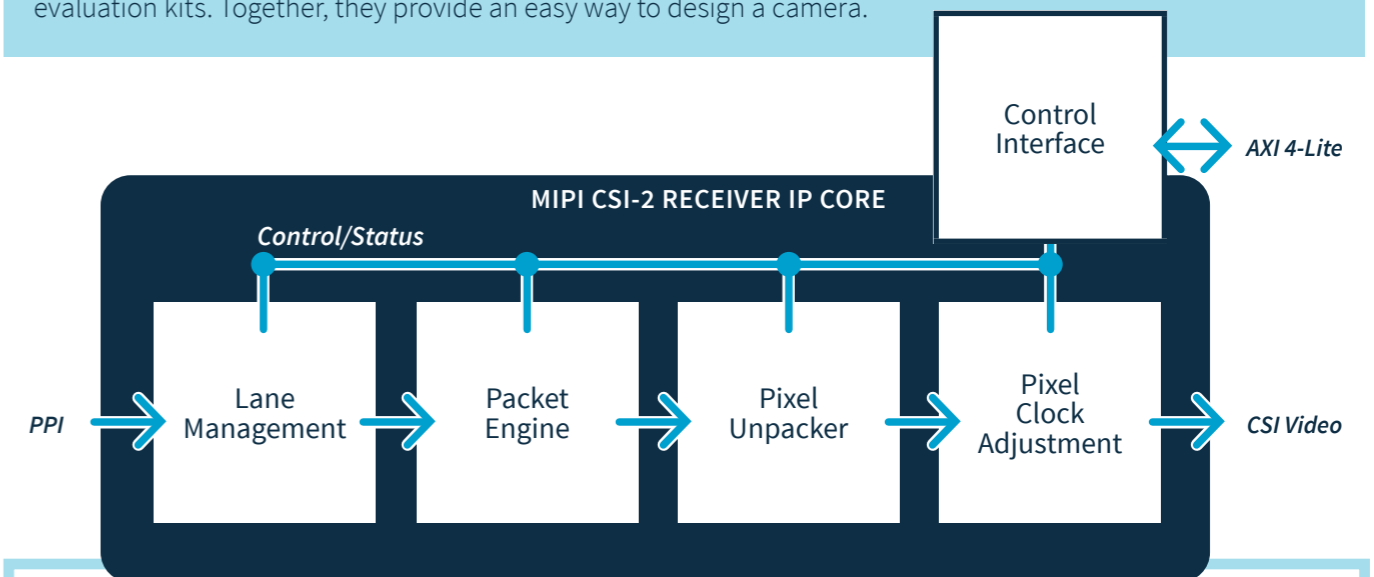 evaluation kits. Together, they provide an easy way to design a camera.
Control
Interface
AXI 4-Lite
MIPI CSI-2 RECEIVER IP CORE
Control/Status
PPI
Lane
Management
Packet
Engine
Pixel
Unpacker
Pixel
Clock
Adjustment
CSI Video